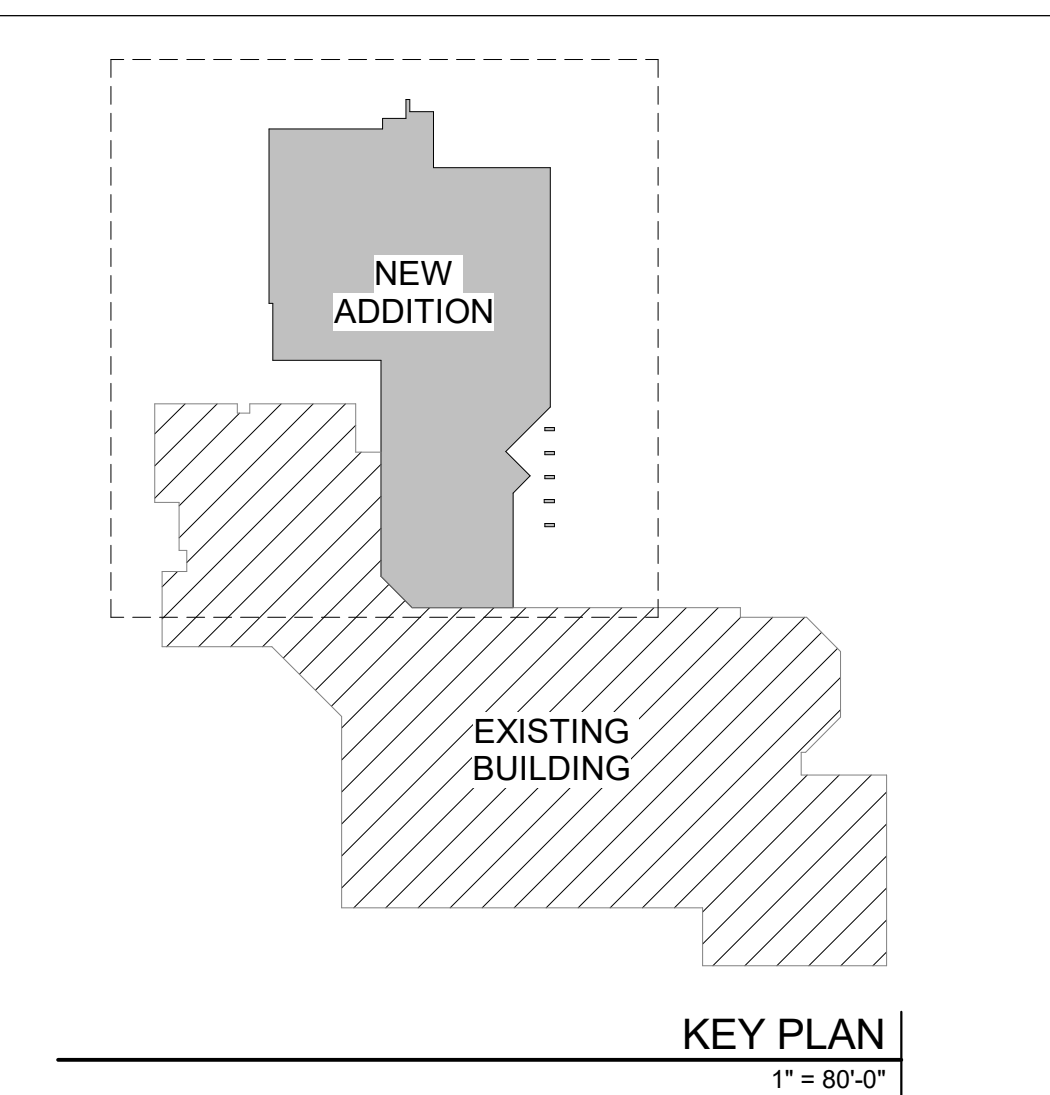 NEW
ADDITION
EXISTING
BUILDING
KEY PLAN
1" = 80'-0"